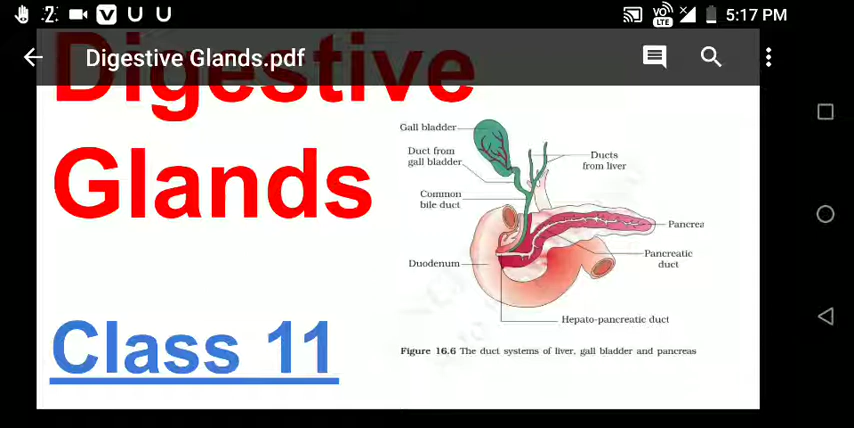 5:17 PM
Digestive Glands.pdf
Digestive
Glands
Class 11
Gall bladder
Duct from
gall bladder
Common
bile duct
Duodenum
Ducts
from liver
Pancrea
Pancreatic
duct
Hepato-pancreatic duct
Figure 16.6 The duct systems of liver, gall bladder and pancreas